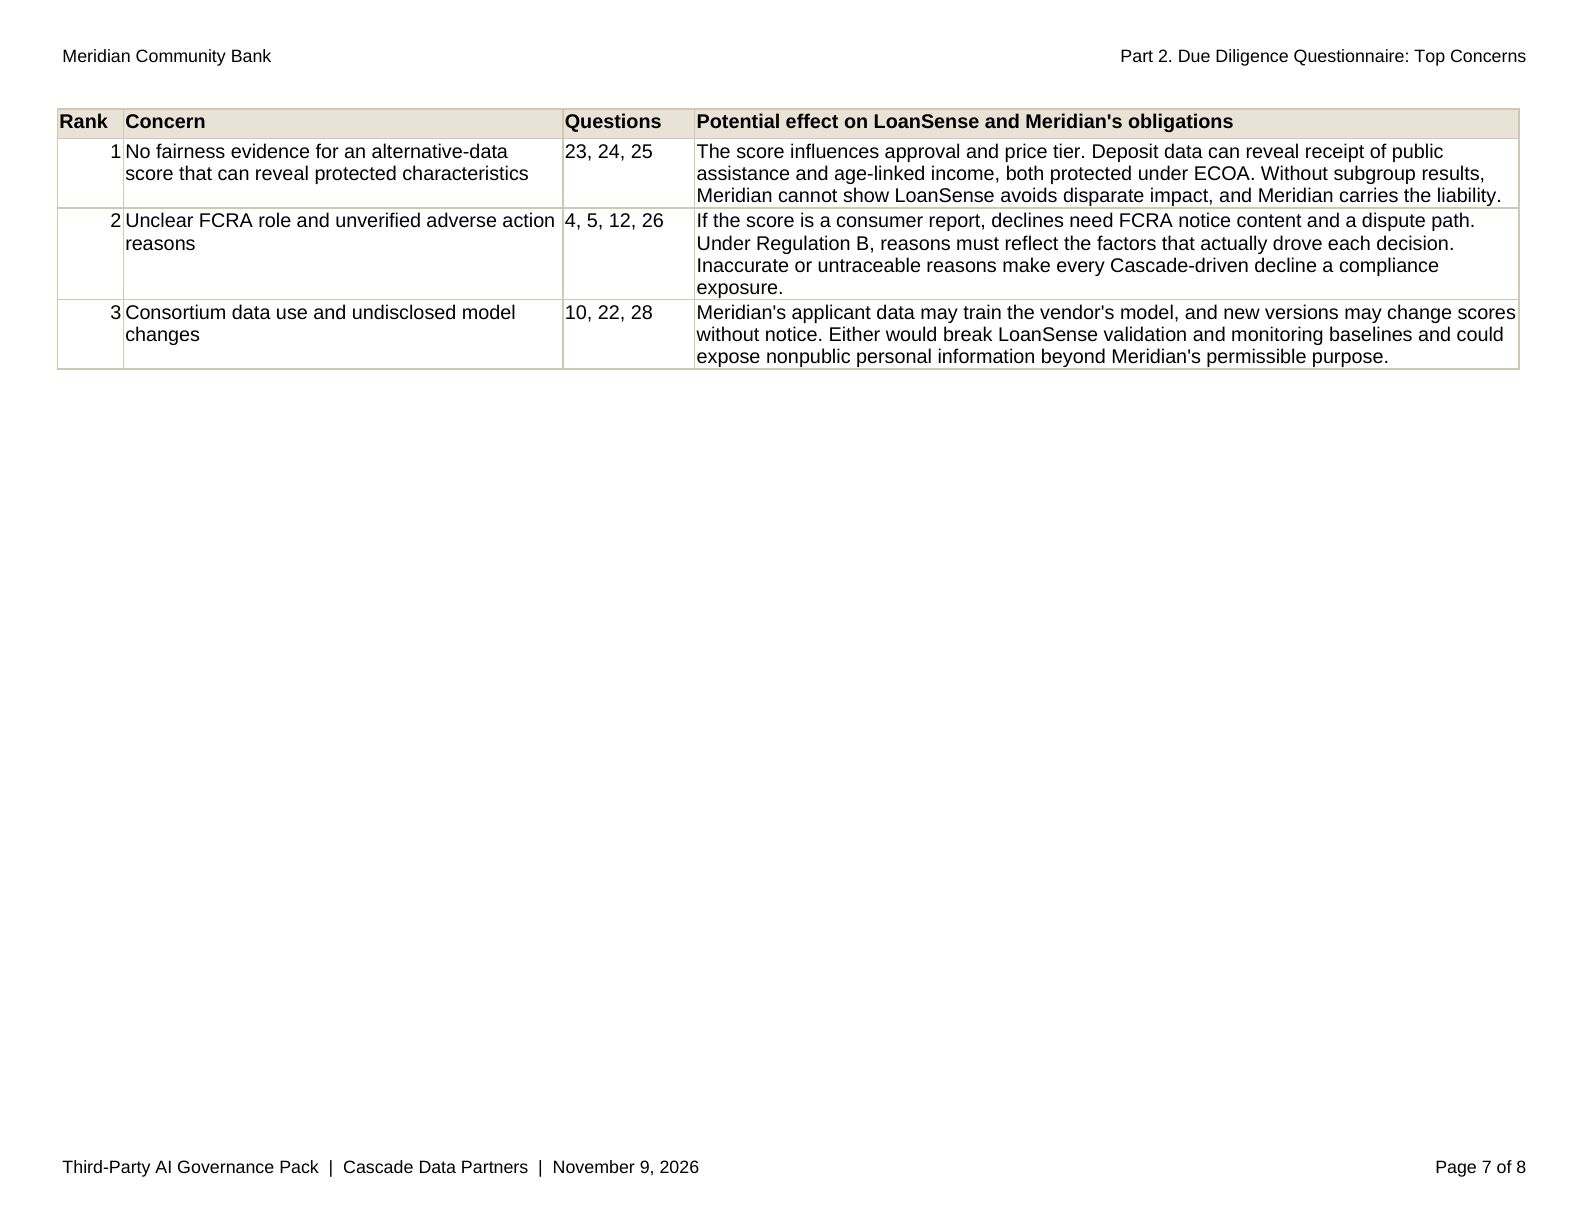 Meridian Community Bank
Part 2. Due Diligence Questionnaire: Top Concerns
Rank Concern Questions Potential effect on LoanSense and Meridian's obligations
1 No fairness evidence for an alternative-data
score that can reveal protected characteristics
23, 24, 25
The score influences approval and price tier. Deposit data can reveal receipt of public
assistance and age-linked income, both protected under ECOA. Without subgroup results,
Meridian cannot show LoanSense avoids disparate impact, and Meridian carries the liability.
2 Unclear FCRA role and unverified adverse action
reasons
4, 5, 12, 26
If the score is a consumer report, declines need FCRA notice content and a dispute path.
Under Regulation B, reasons must reflect the factors that actually drove each decision.
Inaccurate or untraceable reasons make every Cascade-driven decline a compliance
exposure.
3 Consortium data use and undisclosed model
changes
10, 22, 28
Meridian's applicant data may train the vendor's model, and new versions may change scores
without notice. Either would break LoanSense validation and monitoring baselines and could
expose nonpublic personal information beyond Meridian's permissible purpose.
Third-Party AI Governance Pack | Cascade Data Partners | November 9, 2026
Page 7 of 8